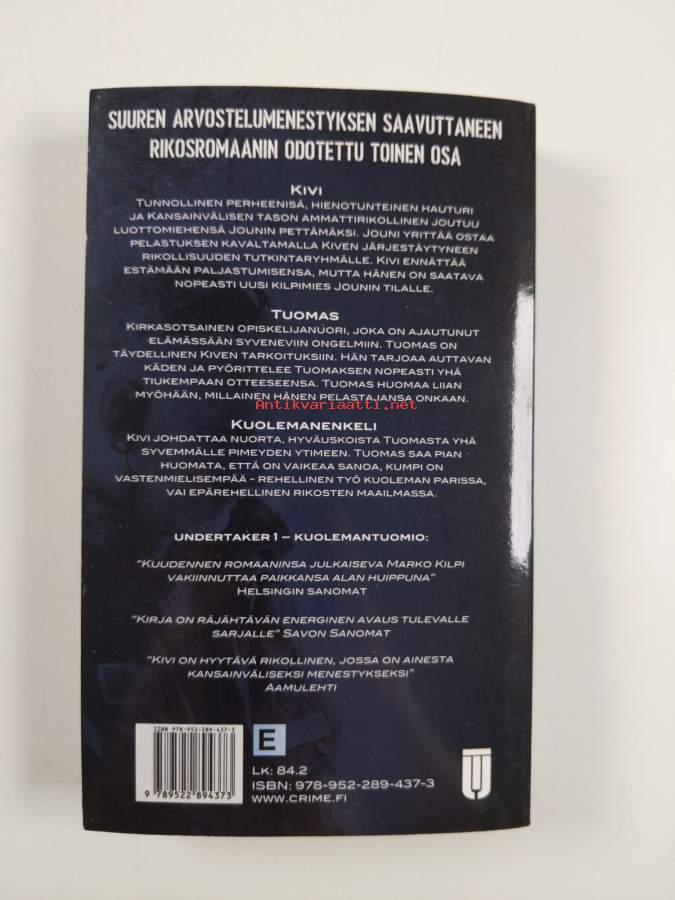 SUUREN ARVOSTELUMENESTYKSEN SAAVUTTANEEN
RIKOSROMAANIN ODOTETTU TOINEN OSA
KIVI
TUNNOLLINEN PERHEENISÄ, HIENOTUNTEINEN HAUTURI
JA KANSAINVÄLISEN TASON AMMATTIRIKOLLINEN JOUTUU
LUOTTOMIEHENSÄ JOUNIN PETTÄMÄKSI. JOUNI YRITTÄÄ OSTAA
PELASTUKSEN KAVALTAMALLA KIVEN JÄRJESTÄYTYNEEN
RIKOLLISUUDEN TUTKINTARYHMÄLLE. KIVI ENNÄTTÄÄ
ESTÄMÄÄN PALJASTUMISENSA, MUTTA HÄNEN ON SAATAVA
NOPEASTI UUSI KILPIMIES JOUNIN TILALLE.
TUOMAS
KIRKASOTSAINEN OPISKELIJANUORI, JOKA ON AJAUTUNUT
ELÄMÄSSÄÄN SYVENEVIIN ONGELMIIN. TUOMAS ON
TÄYDELLINEN KIVEN TARKOITUKSIIN. HÄN TARJOAA AUTTAVAN
KÄDEN JA PYÖRITTELEE TUOMAKSEN NOPEASTI YHÄ
TIUKEMPAAN OTTEESEENSA. TUOMAS HUOMAA LIIAN
MYÖHÄÄN, MILLAINEN HÄNEN PELASTAJANSA ONKAAN.
Antikvariaatti.net
KUOLEMANENKELI
KIVI JOHDATTAA NUORTA, HYVÄUSKOISTA TUOMASTA YHÄ
SYVEMMÄLLE PIMEYDEN YTIMEEN. TUOMAS SAA PIAN
HUOMATA, ETTÄ ON VAIKEAA SANOA, KUMPI ON
VASTENMIELISEMPÄÄ – REHELLINEN TYÖ KUOLEMAN PARISSA,
VAI EPÄREHELLINEN RIKOSTEN MAAILMASSA.
UNDERTAKER 1 – KUOLEMANTUOMIO:
"KUUDENNEN ROMAANINSA JULKAISEVA MARKO KILPI
VAKIINNUTTAA PAIKKANSA ALAN HUIPPUNA"
HELSINGIN SANOMAT
"KIRJA ON RÄJÄHTÄVÄN ENERGINEN AVAUS TULEVALLE
SARJALLE" SAVON SANOMAT
"KIVI ON HYYTÄVÄ RIKOLLINEN, JOSSA ON AINESTA
KANSAINVÄLISEKSI MENESTYKSEKSI"
AAMULEHTI
ISBN 978-952-289-437-3
9 789522 894373
E
LK: 84.2
ISBN: 978-952-289-437-3
WWW.CRIME.FI